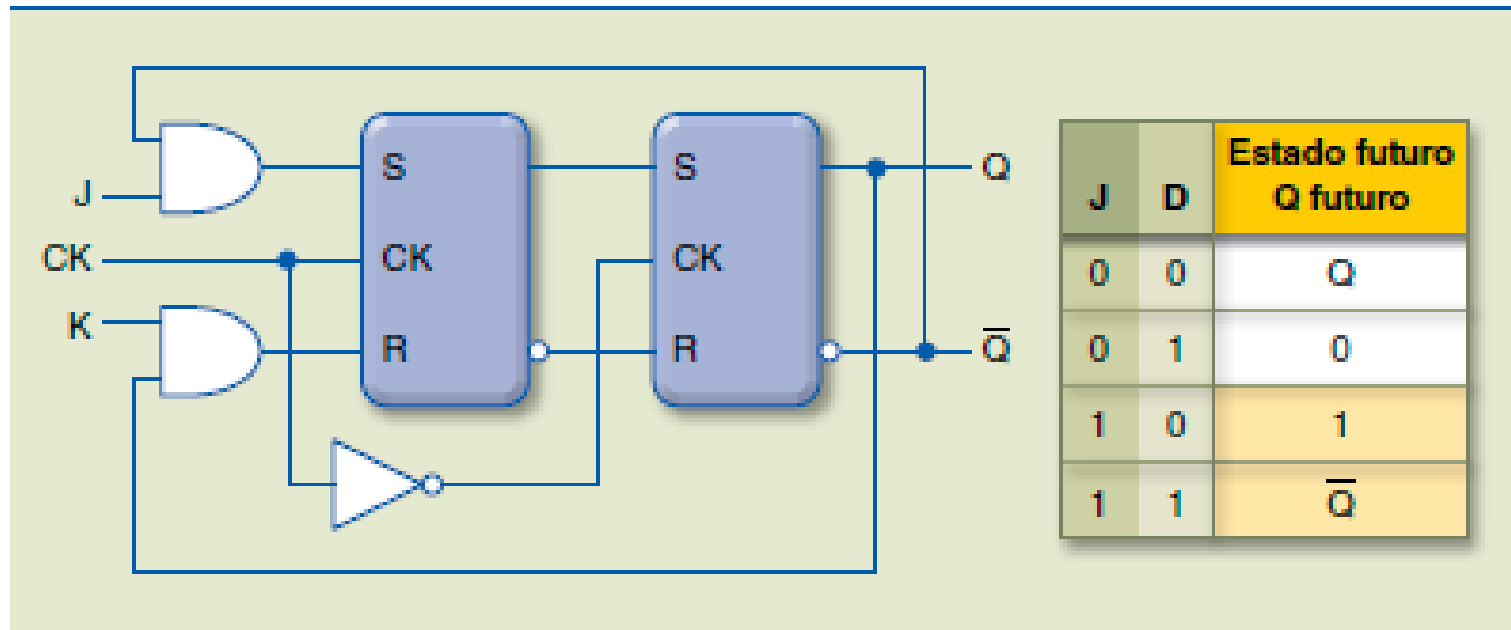 J
CK
K
S
CK
R
S
CK
R
Q
Q̅
J D Estado futuro
Q futuro
0 0 Q
0 1 0
1 0 1
1 1 Q̅